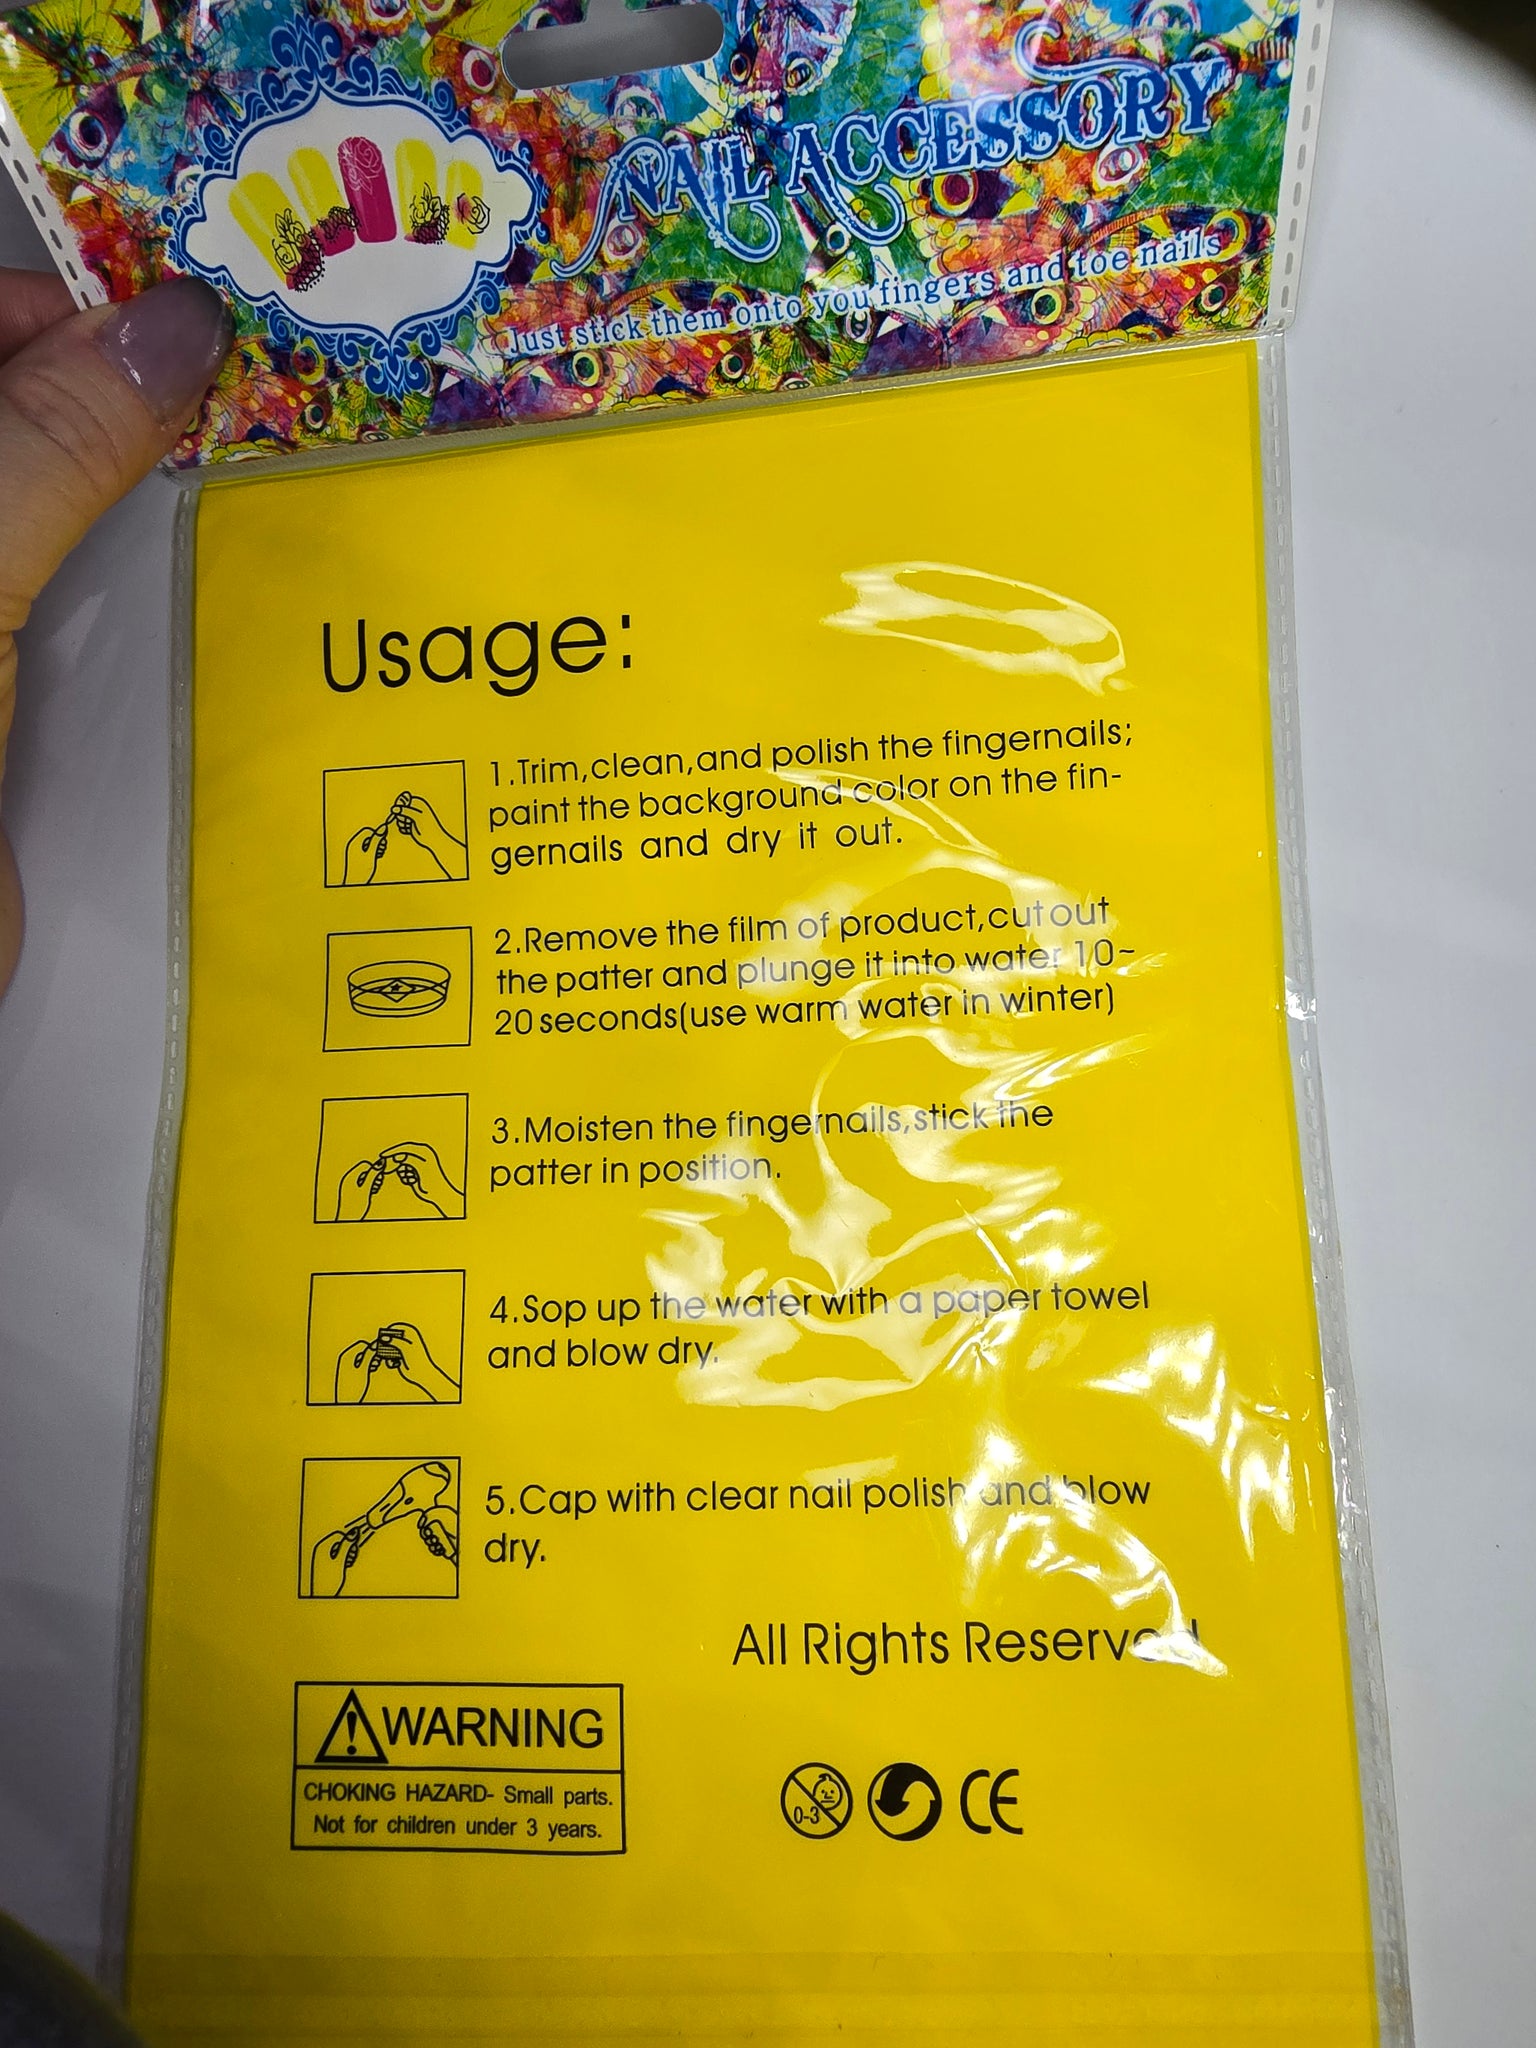 NAIL ACCESSORY
Just stick them onto you fingers and toe nails
Usage:
1.Trim,clean,and polish the fingernails;
paint the background color on the fin-
gernails and dry it out.
2.Remove the film of product,cut out
the patter and plunge it into water 10~
20 seconds(use warm water in winter)
3.Moisten the fingernails,stick the
patter in position.
4.Sop up the water with a paper towel
and blow dry.
5.Cap with clear nail polish and blow
dry.
All Rights Reserved
WARNING
CHOKING HAZARD- Small parts.
Not for children under 3 years.
0-3 CE